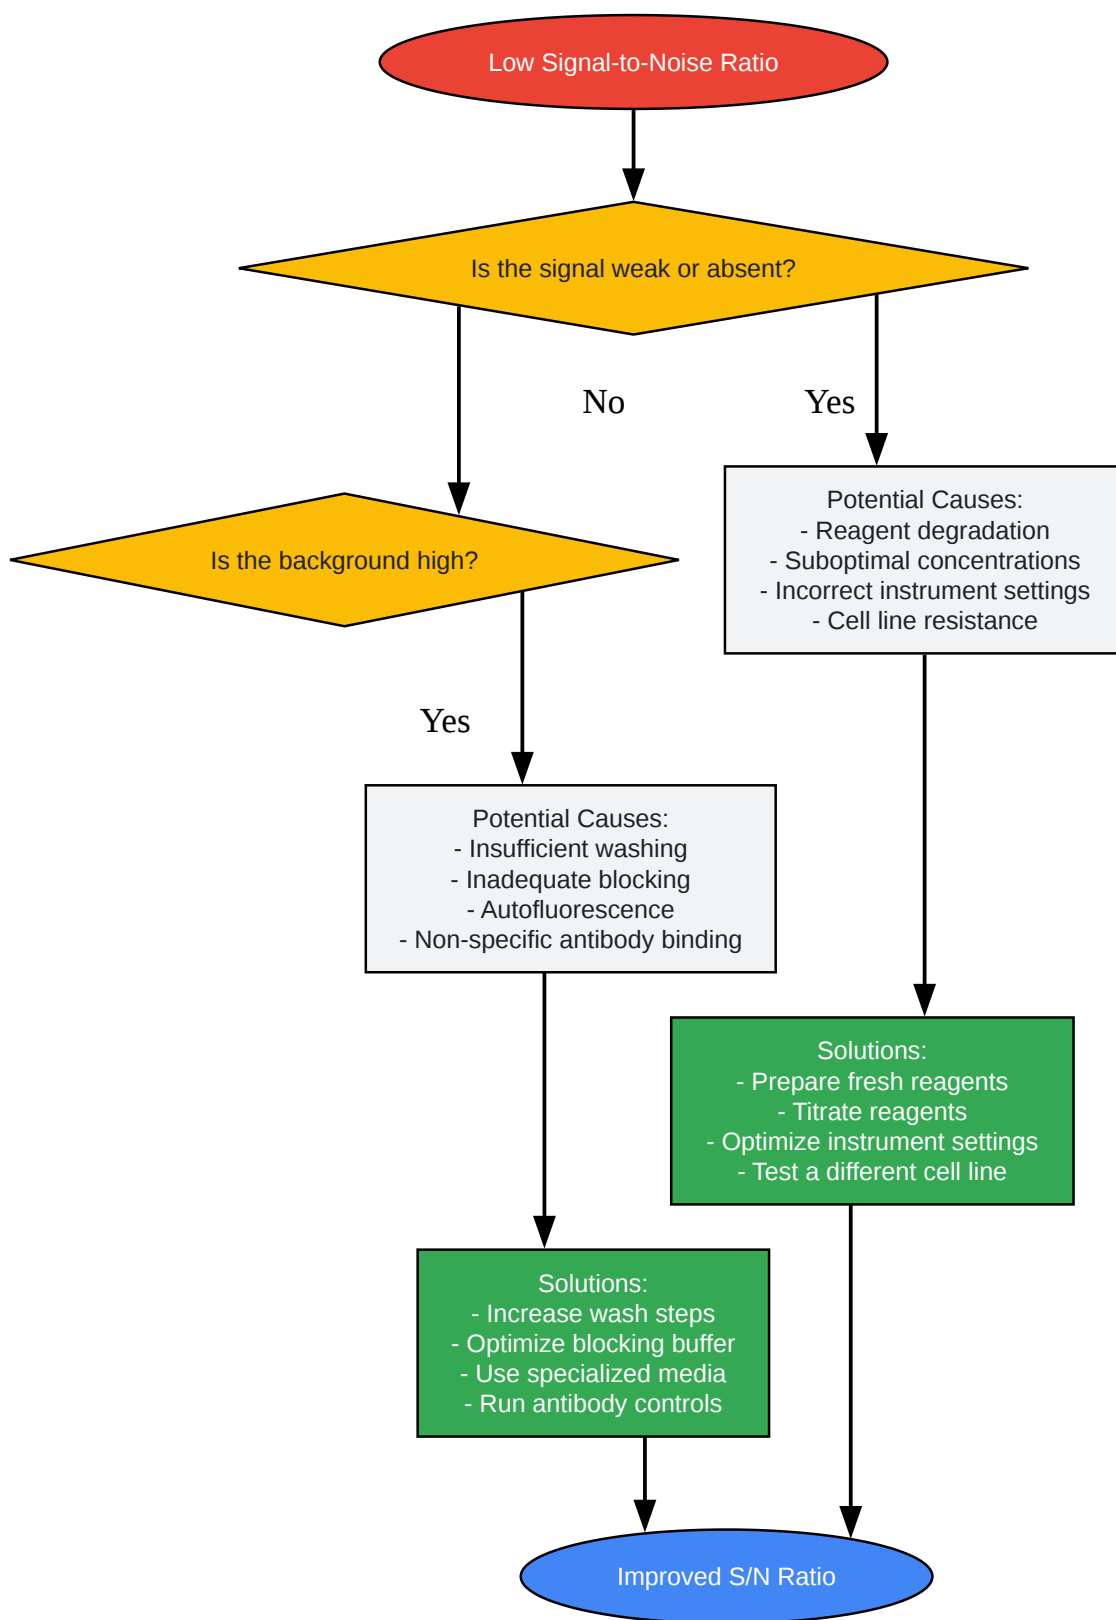 Low Signal-to-Noise Ratio
Is the signal weak or absent?
No
Yes
Potential Causes:
- Reagent degradation
- Suboptimal concentrations
- Incorrect instrument settings
- Cell line resistance
Is the background high?
Yes
Potential Causes:
- Insufficient washing
- Inadequate blocking
- Autofluorescence
- Non-specific antibody binding
Solutions:
- Prepare fresh reagents
- Titrate reagents
- Optimize instrument settings
- Test a different cell line
Solutions:
- Increase wash steps
- Optimize blocking buffer
- Use specialized media
- Run antibody controls
Improved S/N Ratio